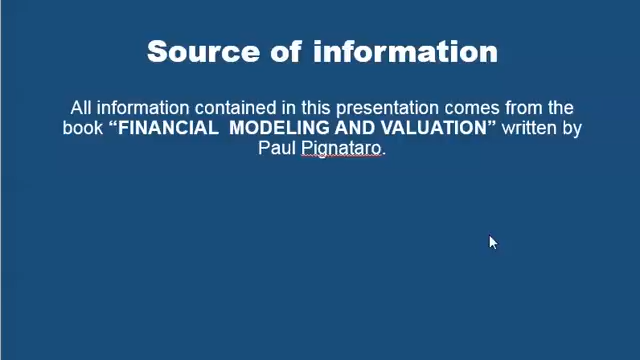 Source of information
All information contained in this presentation comes from the
book “FINANCIAL MODELING AND VALUATION” written by
Paul Pignataro.